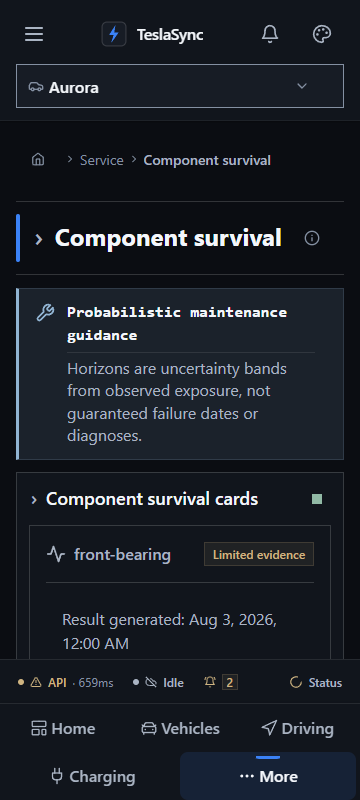 TeslaSync
Aurora
Service
Component survival
Component survival
Probabilistic maintenance
guidance
Horizons are uncertainty bands
from observed exposure, not
guaranteed failure dates or
diagnoses.
Component survival cards
front-bearing
Limited evidence
Result generated: Aug 3, 2026,
12:00 AM
API · 659ms
Idle
2
Status
Home
Vehicles
Driving
Charging
More